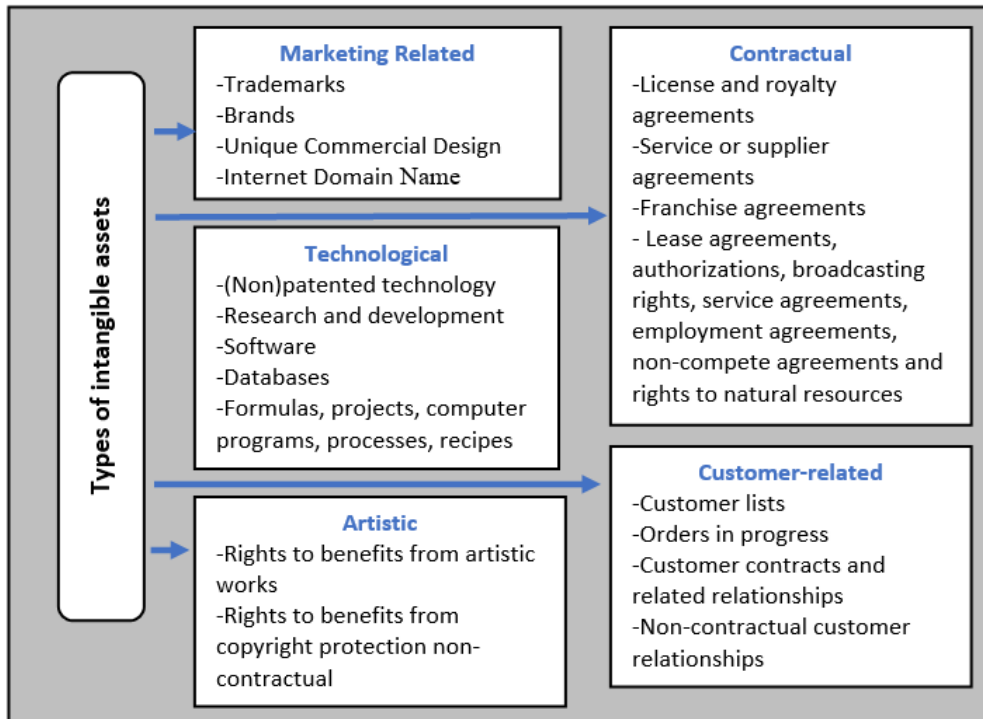 Types of intangible assets
Marketing Related
-Trademarks
-Brands
-Unique Commercial Design
-Internet Domain Name
Technological
-(Non)patented technology
-Research and development
-Software
-Databases
-Formulas, projects, computer
programs, processes, recipes
Artistic
-Rights to benefits from artistic
works
-Rights to benefits from
copyright protection non-
contractual
Contractual
-License and royalty
agreements
-Service or supplier
agreements
-Franchise agreements
- Lease agreements,
authorizations, broadcasting
rights, service agreements,
employment agreements,
non-compete agreements and
rights to natural resources
Customer-related
-Customer lists
-Orders in progress
-Customer contracts and
related relationships
-Non-contractual customer
relationships